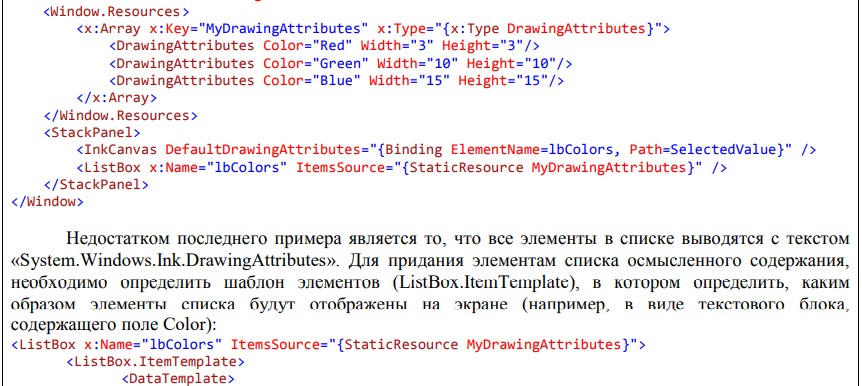 <Window.Resources>
<x:Array x:Key="MyDrawingAttributes" x:Type="{x:Type DrawingAttributes}">
<DrawingAttributes Color="Red" Width="3" Height="3"/>
<DrawingAttributes Color="Green" Width="10" Height="10"/>
<DrawingAttributes Color="Blue" Width="15" Height="15"/>
</x:Array>
</Window.Resources>
<StackPanel>
<InkCanvas DefaultDrawingAttributes="{Binding ElementName=lbColors, Path=SelectedValue}" />
<ListBox x:Name="lbColors" ItemsSource="{StaticResource MyDrawingAttributes}" />
</StackPanel>
</Window>
Недостатком последнего примера является то, что все элементы в списке выводятся с текстом
«System.Windows.Ink.DrawingAttributes». Для придания элементам списка осмысленного содержания,
необходимо определить шаблон элементов (ListBox.ItemTemplate), в котором определить, каким
образом элементы списка будут отображены на экране (например, в виде текстового блока,
содержащего поле Color):
<ListBox x:Name="lbColors" ItemsSource="{StaticResource MyDrawingAttributes}">
<ListBox.ItemTemplate>
<DataTemplate>